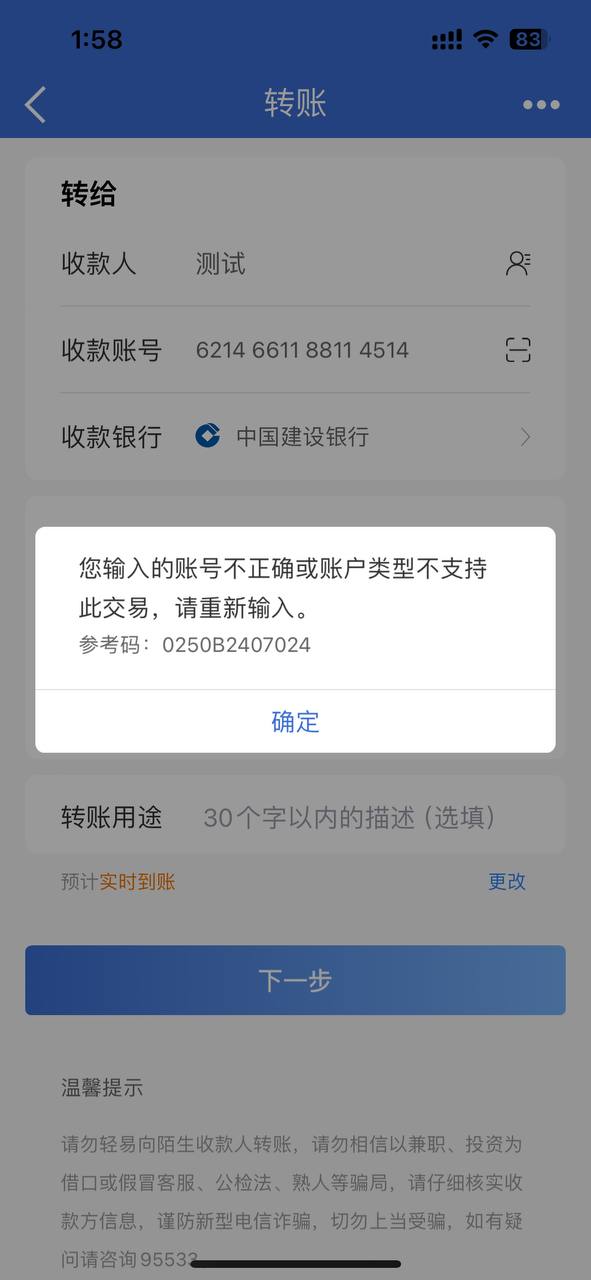 1:58
83
转账
转给
收款人 测试
收款账号 6214 6611 8811 4514
收款银行 中国建设银行
您输入的账号不正确或账户类型不支持
此交易，请重新输入。
参考码：0250B2407024
确定
转账用途 30个字以内的描述（选填）
预计实时到账 更改
下一步
温馨提示
请勿轻易向陌生收款人转账，请勿相信以兼职、投资为
借口或假冒客服、公检法、熟人等骗局，请仔细核实收
款方信息，谨防新型电信诈骗，切勿上当受骗，如有疑
问请咨询95533